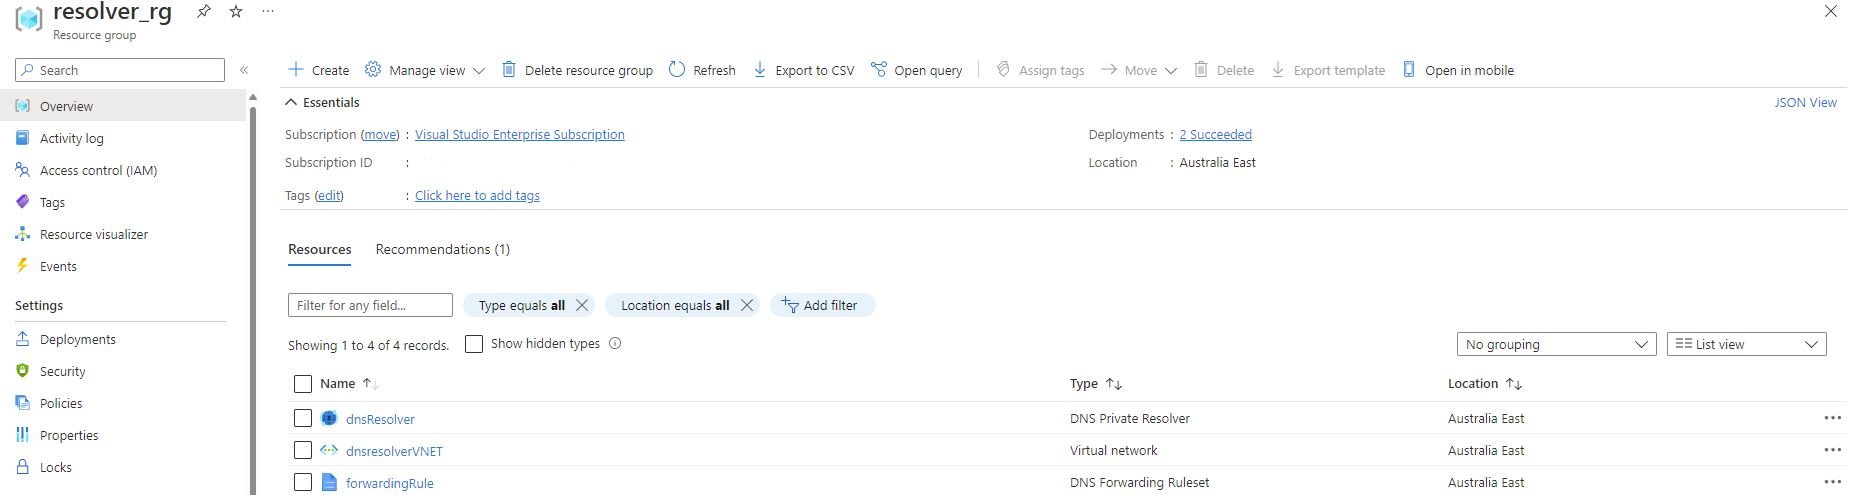 resolver_rg
Resource group
Search
Overview
Activity log
Access control (IAM)
Tags
Resource visualizer
Events
Settings
Deployments
Security
Policies
Properties
Locks
Create Manage view Delete resource group Refresh Export to CSV Open query Assign tags Move Delete Export template Open in mobile
Essentials JSON View
Subscription (move) : Visual Studio Enterprise Subscription Deployments : 2 Succeeded
Subscription ID : Location : Australia East
Tags (edit) : Click here to add tags
Resources Recommendations (1)
Filter for any field... Type equals all Location equals all Add filter
Showing 1 to 4 of 4 records. Show hidden types No grouping List view
Name Type Location
dnsResolver DNS Private Resolver Australia East
dnsresolverVNET Virtual network Australia East
forwardingRule DNS Forwarding Ruleset Australia East